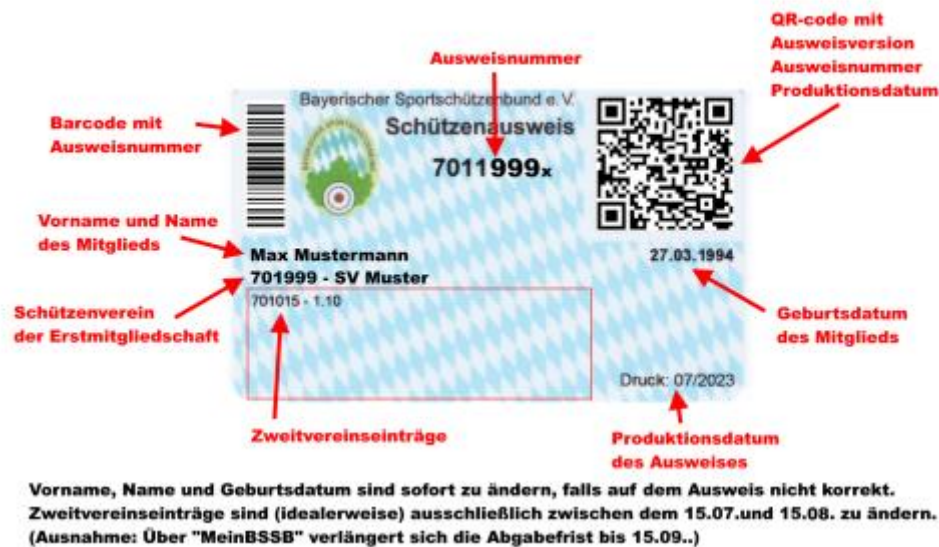 QR-code mit
Ausweisversion
Ausweisnummer
Produktionsdatum
Ausweisnummer
Barcode mit
Ausweisnummer
Bayerischer Sportschützenbund e. V.
Schützenausweis
7011999x
Vorname und Name
des Mitglieds
Max Mustermann
27.03.1994
701999 - SV Muster
701015 - 1.10
Schützenverein
der Erstmitgliedschaft
Geburtsdatum
des Mitglieds
Druck: 07/2023
Zweitvereinseinträge
Produktionsdatum
des Ausweises
Vorname, Name und Geburtsdatum sind sofort zu ändern, falls auf dem Ausweis nicht korrekt.
Zweitvereinseinträge sind (idealerweise) ausschließlich zwischen dem 15.07.und 15.08. zu ändern.
(Ausnahme: Über "MeinBSSB" verlängert sich die Abgabefrist bis 15.09..)